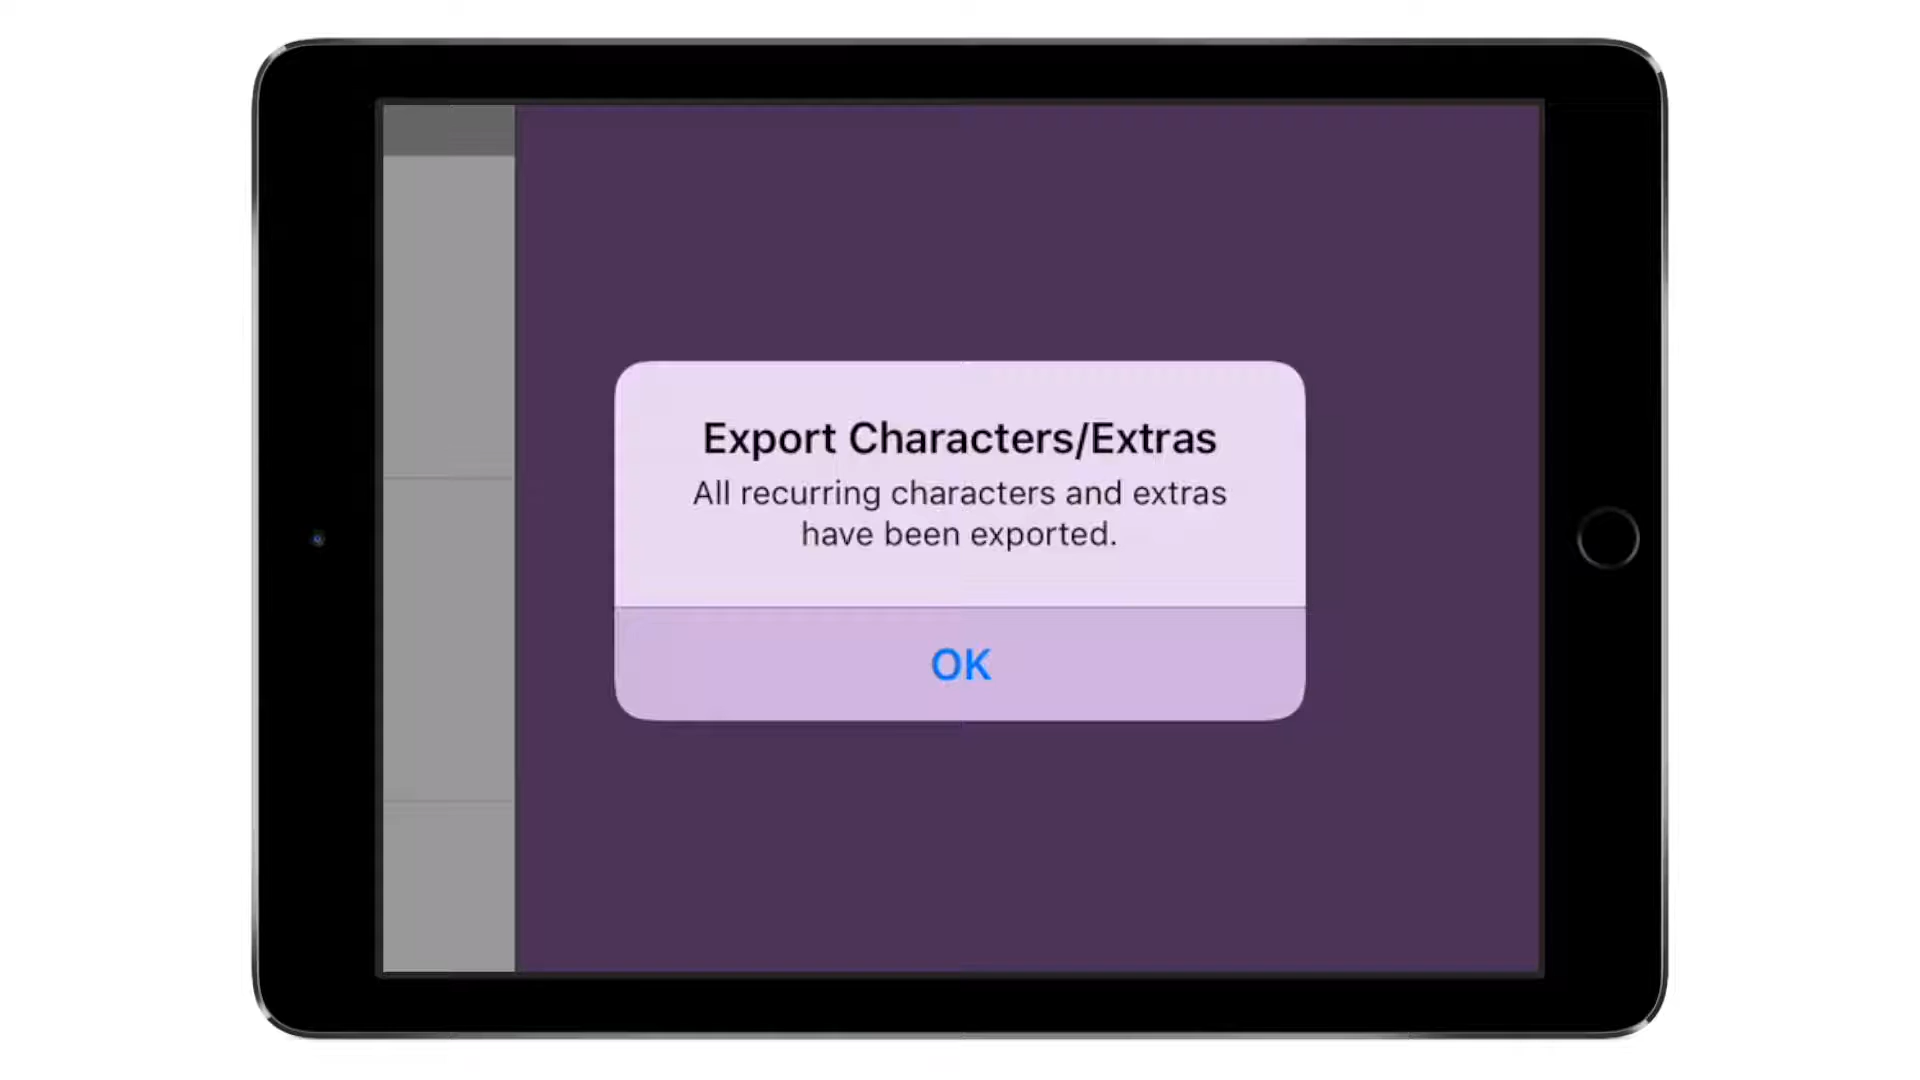 Export Characters/Extras
All recurring characters and extras
have been exported.
OK